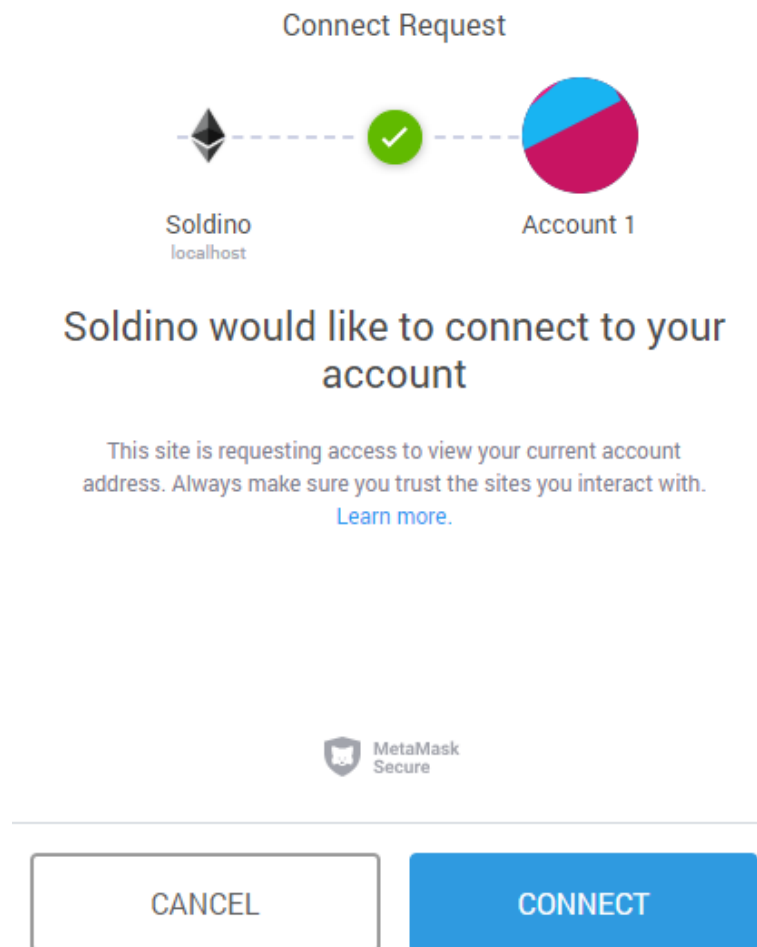 Connect Request
Soldino
localhost
Account 1
Soldino would like to connect to your
account
This site is requesting access to view your current account
address. Always make sure you trust the sites you interact with.
Learn more.
MetaMask
Secure
CANCEL
CONNECT